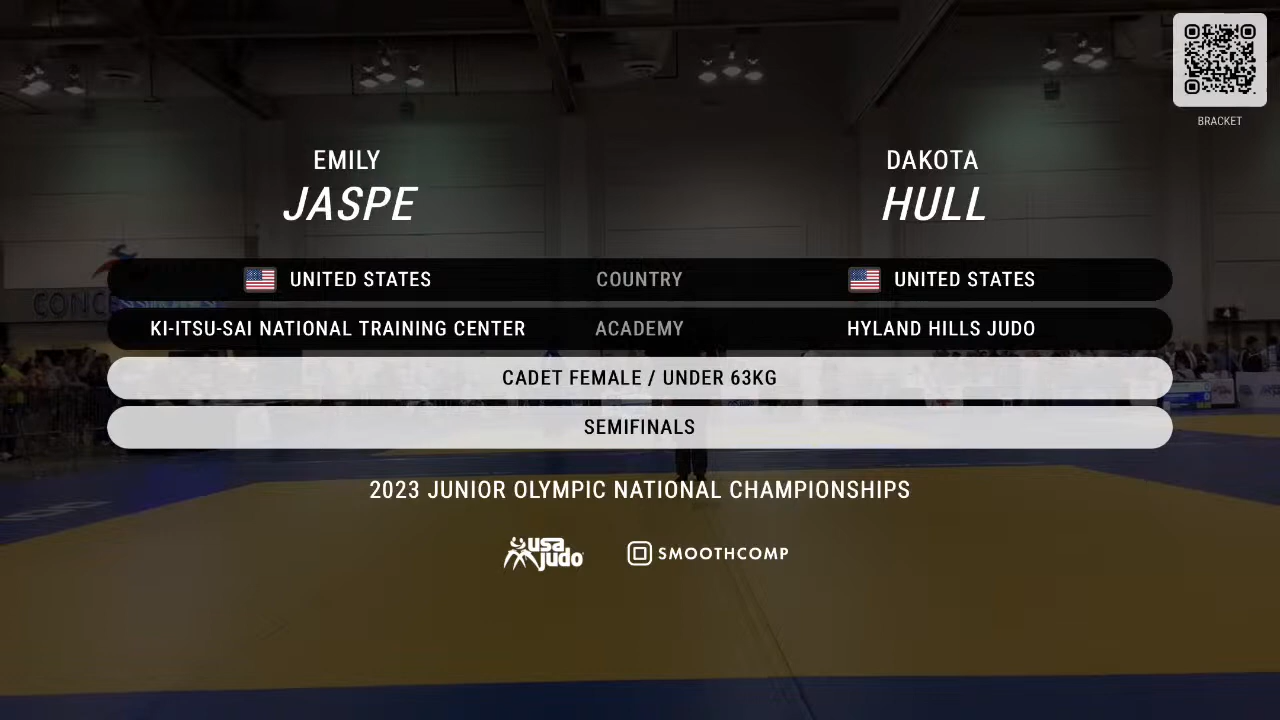 BRACKET
EMILY
JASPE
DAKOTA
HULL
UNITED STATES COUNTRY UNITED STATES
KI-ITSU-SAI NATIONAL TRAINING CENTER ACADEMY HYLAND HILLS JUDO
CADET FEMALE / UNDER 63KG
SEMIFINALS
2023 JUNIOR OLYMPIC NATIONAL CHAMPIONSHIPS
usa judo
SMOOTHCOMP